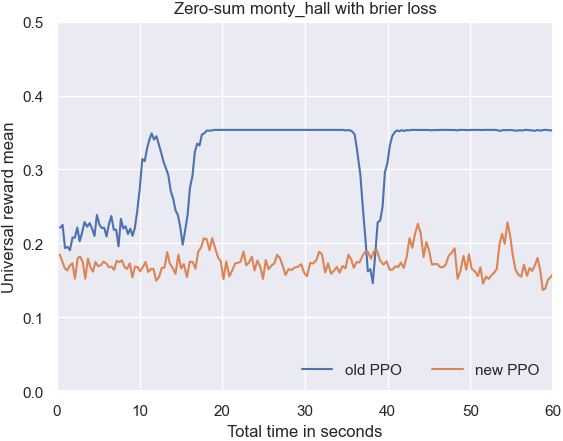 Zero-sum monty_hall with brier loss
Universal reward mean
0.5
0.4
0.3
0.2
0.1
0.0
old PPO
new PPO
0 10 20 30 40 50 60
Total time in seconds